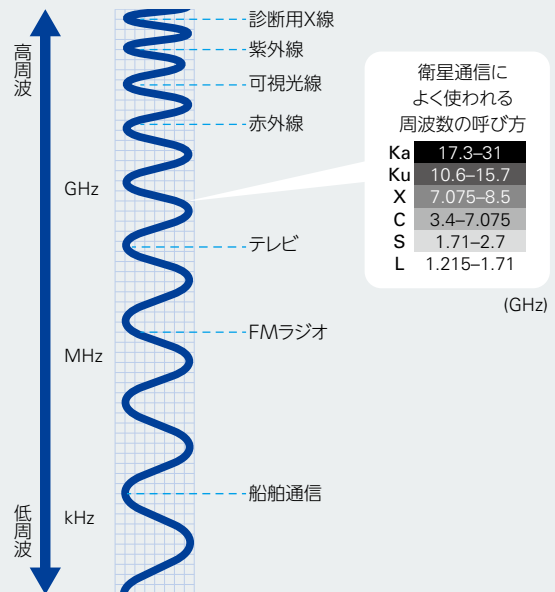 高周波
低周波
GHz
MHz
kHz
診断用X線
紫外線
可視光線
赤外線
テレビ
FMラジオ
船舶通信
衛星通信に
よく使われる
周波数の呼び方
Ka 17.3–31
Ku 10.6–15.7
X 7.075–8.5
C 3.4–7.075
S 1.71–2.7
L 1.215–1.71
(GHz)